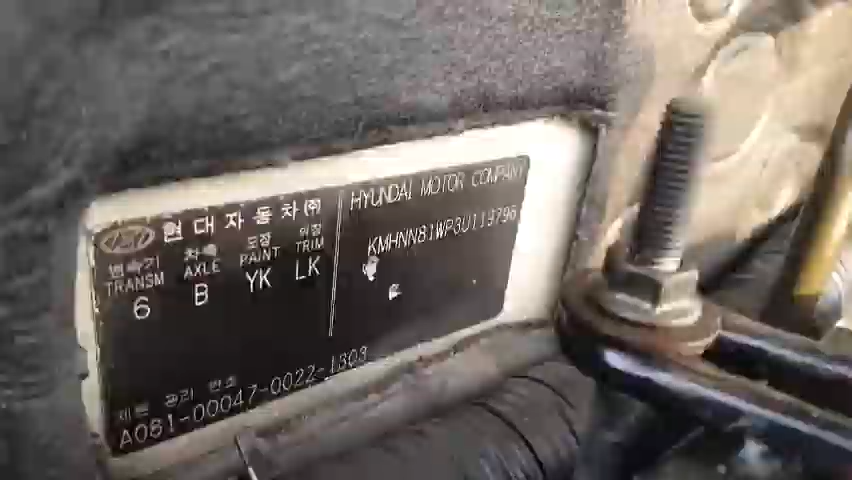 현대자동차(주)
변속기 차축 도장 의장
TRANSM AXLE PAINT TRIM
6 B YK LK
제원 관리 번호
A081-00047-0022-1303
HYUNDAI MOTOR COMPANY
KMHNN81WP3U119796